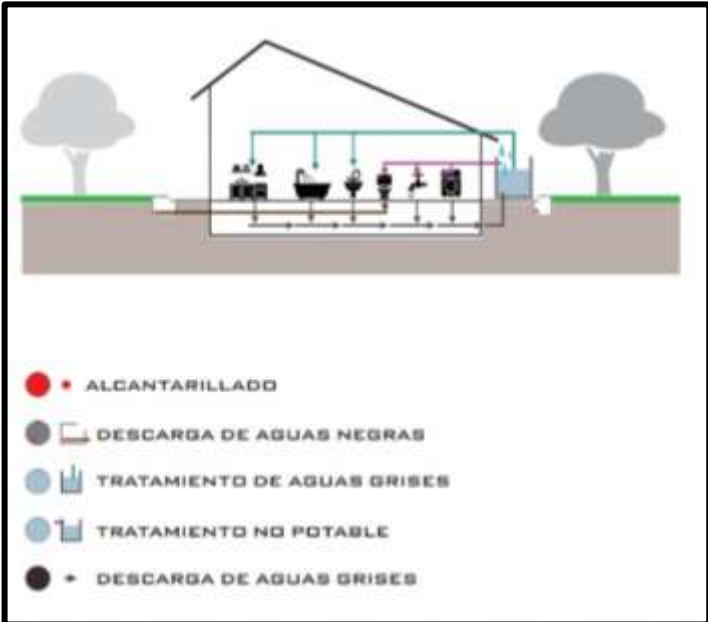 ALCANTARILLADO
DESCARGA DE AGUAS NEGRAS
TRATAMIENTO DE AGUAS GRISES
TRATAMIENTO NO POTABLE
DESCARGA DE AGUAS GRISES